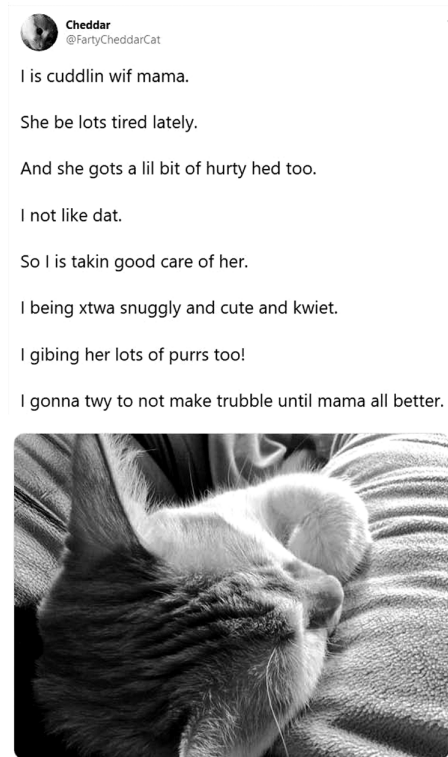 Cheddar
@FartyCheddarCat
I is cuddlin wif mama.
She be lots tired lately.
And she gots a lil bit of hurty hed too.
I not like dat.
So I is takin good care of her.
I being xtwa snuggly and cute and kwiet.
I gibing her lots of purrs too!
I gonna twy to not make trubble until mama all better.